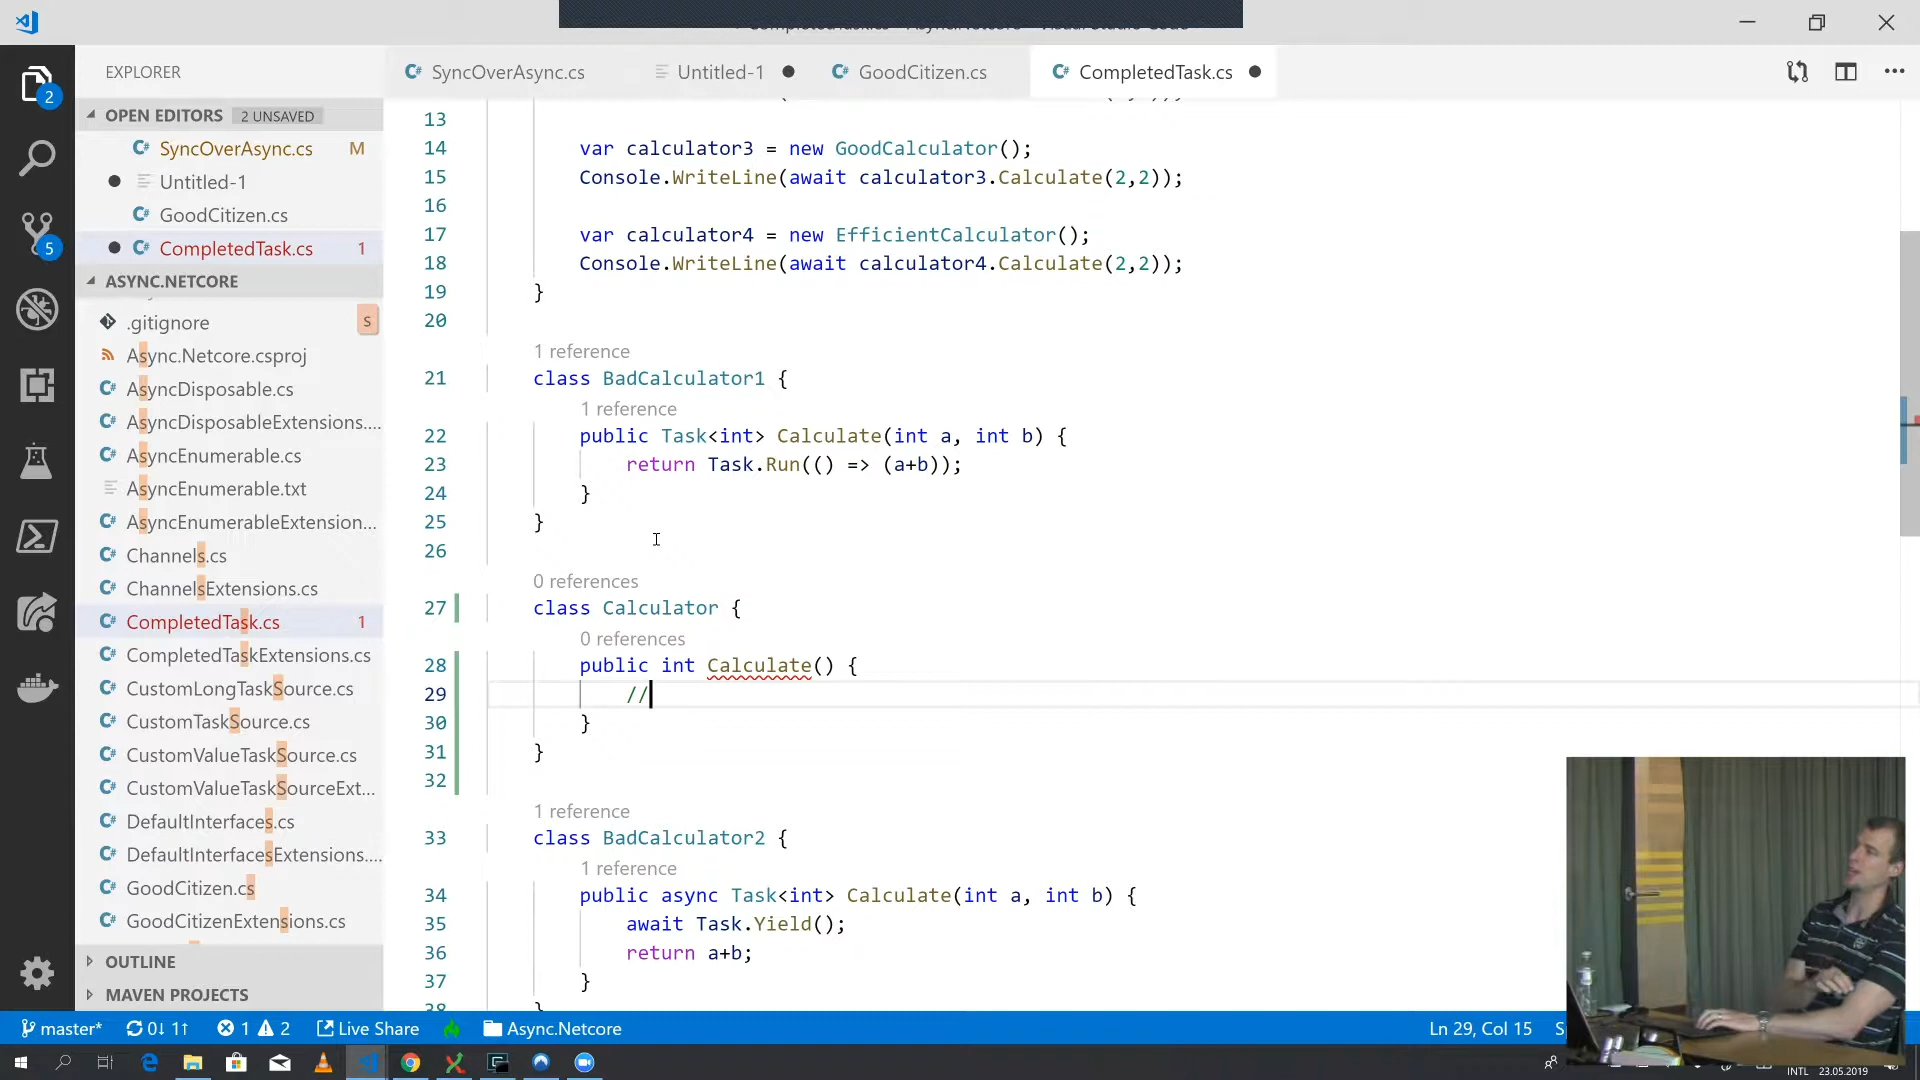 EXPLORER
SyncOverAsync.cs
Untitled-1
GoodCitizen.cs
CompletedTask.cs
OPEN EDITORS 2 UNSAVED
SyncOverAsync.cs M
Untitled-1
GoodCitizen.cs
CompletedTask.cs 1
ASYNC.NETCORE
.gitignore
S
Async.Netcore.csproj
AsyncDisposable.cs
AsyncDisposableExtensions....
AsyncEnumerable.cs
AsyncEnumerable.txt
AsyncEnumerableExtension...
Channels.cs
ChannelsExtensions.cs
CompletedTask.cs 1
CompletedTaskExtensions.cs
CustomLongTaskSource.cs
CustomTaskSource.cs
CustomValueTaskSource.cs
CustomValueTaskSourceExt...
DefaultInterfaces.cs
DefaultInterfacesExtensions....
GoodCitizen.cs
GoodCitizenExtensions.cs
OUTLINE
MAVEN PROJECTS
2
5
13
14 var calculator3 = new GoodCalculator();
15 Console.WriteLine(await calculator3.Calculate(2,2));
16
17 var calculator4 = new EfficientCalculator();
18 Console.WriteLine(await calculator4.Calculate(2,2));
19 }
20
1 reference
21 class BadCalculator1 {
1 reference
22 public Task<int> Calculate(int a, int b) {
23 return Task.Run(() => (a+b));
24 }
25 }
26
0 references
27 class Calculator {
0 references
28 public int Calculate() {
29 //
30 }
31 }
32
1 reference
33 class BadCalculator2 {
1 reference
34 public async Task<int> Calculate(int a, int b) {
35 await Task.Yield();
36 return a+b;
37 }
38 }
master* 0↓ 1↑ 1 2 Live Share Async.Netcore Ln 29, Col 15 S
INTL 23.05.2019